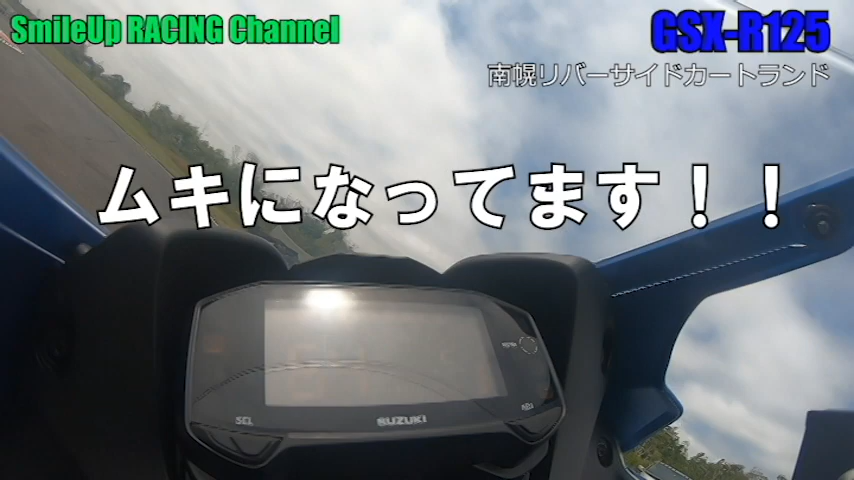 SmileUp RACING Channel
GSX-R125
南幌リバーサイドカートランド
ムキになってます！！
SEL
SUZUKI
ADJ